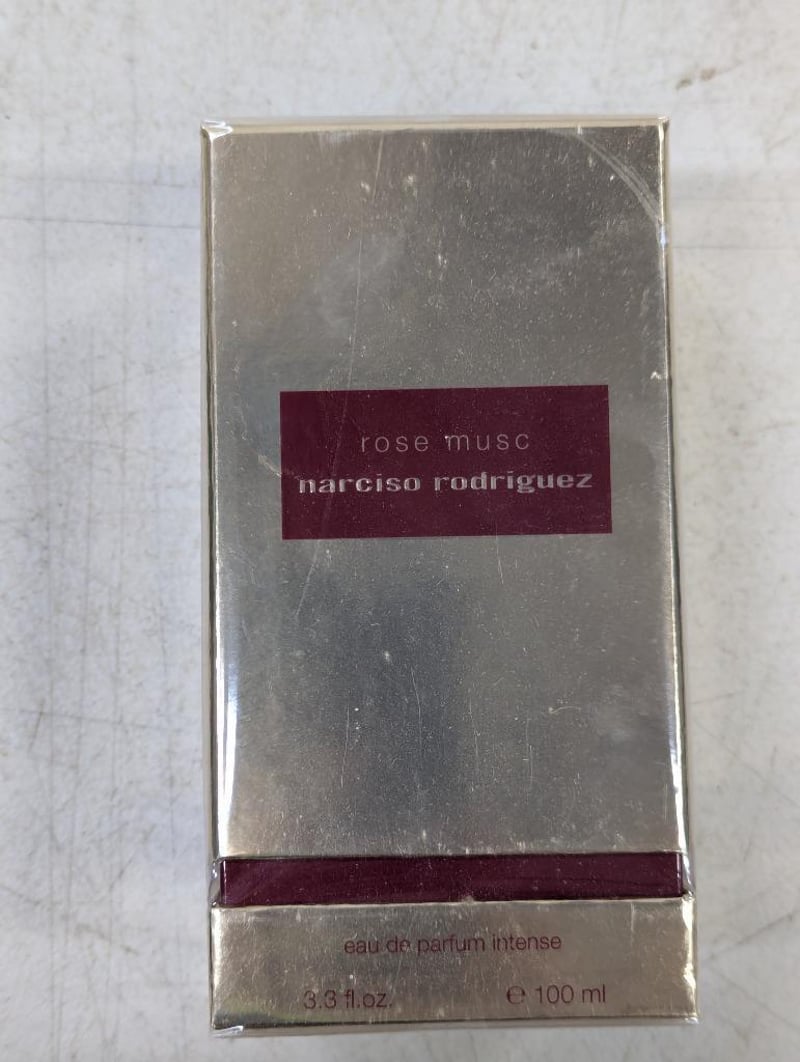 rose musc
narciso rodriguez
eau de parfum intense
3.3 fl.oz. ℮ 100 ml